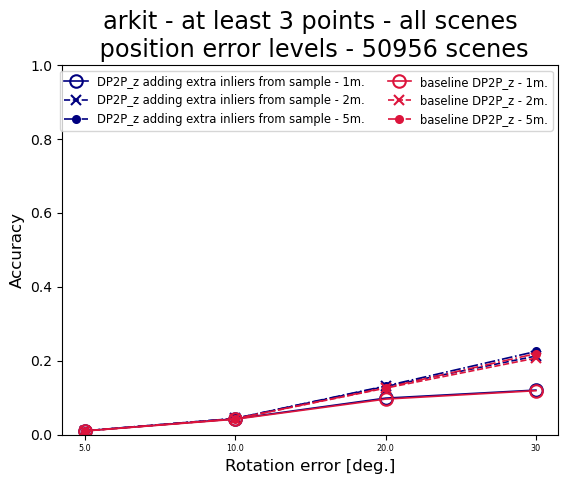 arkit - at least 3 points - all scenes
position error levels - 50956 scenes
DP2P_z adding extra inliers from sample - 1m.
DP2P_z adding extra inliers from sample - 2m.
DP2P_z adding extra inliers from sample - 5m.
baseline DP2P_z - 1m.
baseline DP2P_z - 2m.
baseline DP2P_z - 5m.
1.0
0.8
0.6
0.4
0.2
0.0
Accuracy
5.0
10.0
20.0
30
Rotation error [deg.]